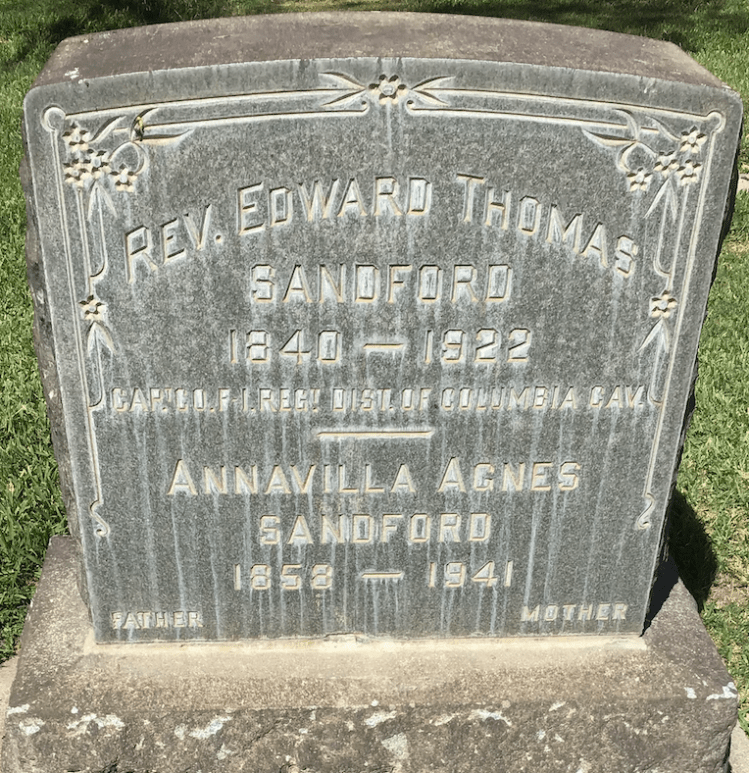 REV. EDWARD THOMAS
SANDFORD
1840 — 1922
CAPT. CO. F 1. REGT. DIST. OF COLUMBIA CAV.
ANNAVILLA AGNES
SANDFORD
1858 — 1941
FATHER MOTHER